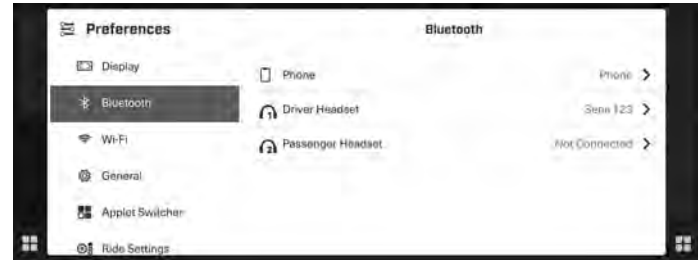 Preferences
Bluetooth
Display
Bluetooth
Wi-Fi
General
Applet Switcher
Ride Settings
Phone
Phone
Driver Headset
Sena 123
Passenger Headset
Not Connected